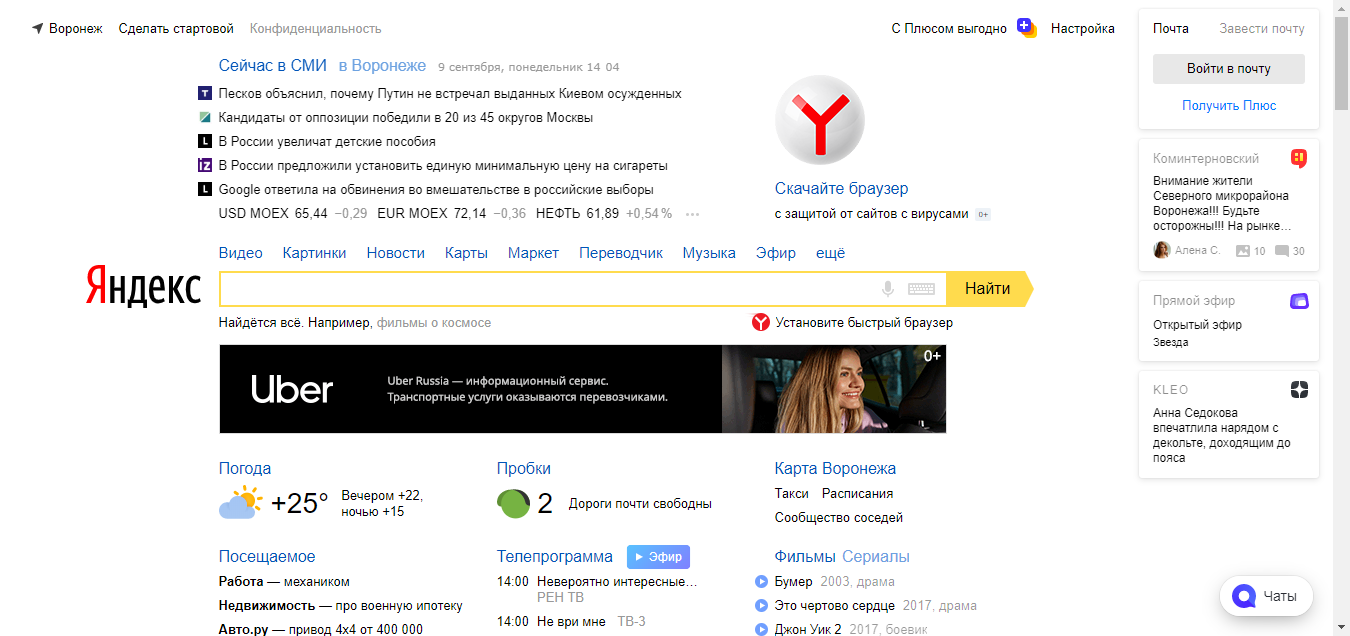 Воронеж Сделать стартовой Конфиденциальность
С Плюсом выгодно Настройка
Сейчас в СМИ в Воронеже 9 сентября, понедельник 14 04
Песков объяснил, почему Путин не встречал выданных Киевом осужденных
Кандидаты от оппозиции победили в 20 из 45 округов Москвы
В России увеличат детские пособия
В России предложили установить единую минимальную цену на сигареты
Google ответила на обвинения во вмешательстве в российские выборы
USD MOEX 65,44 −0,29 EUR MOEX 72,14 −0,36 НЕФТЬ 61,89 +0,54 %
Скачайте браузер
с защитой от сайтов с вирусами 0+
Видео Картинки Новости Карты Маркет Переводчик Музыка Эфир ещё
Яндекс
Найти
Найдётся всё. Например, фильмы о космосе
Установите быстрый браузер
Uber
Uber Russia — информационный сервис.
Транспортные услуги оказываются перевозчиками.
0+
Погода
+25°
Вечером +22,
ночью +15
Пробки
2 Дороги почти свободны
Карта Воронежа
Такси Расписания
Сообщество соседей
Посещаемое
Работа — механиком
Недвижимость — про военную ипотеку
Авто.ру — привод 4x4 от 400 000
Телепрограмма Эфир
14:00 Невероятно интересные…
РЕН ТВ
14:00 Не ври мне ТВ-3
Фильмы Сериалы
Бумер 2003, драма
Это чертово сердце 2017, драма
Джон Уик 2 2017, боевик
Почта Завести почту
Войти в почту
Получить Плюс
Коминтерновский
Внимание жители
Северного микрорайона
Воронежа!!! Будьте
осторожны!!! На рынке…
Алена С. 10 30
Прямой эфир
Открытый эфир
Звезда
KLEO
Анна Седокова
впечатлила нарядом с
декольте, доходящим до
пояса
Чаты